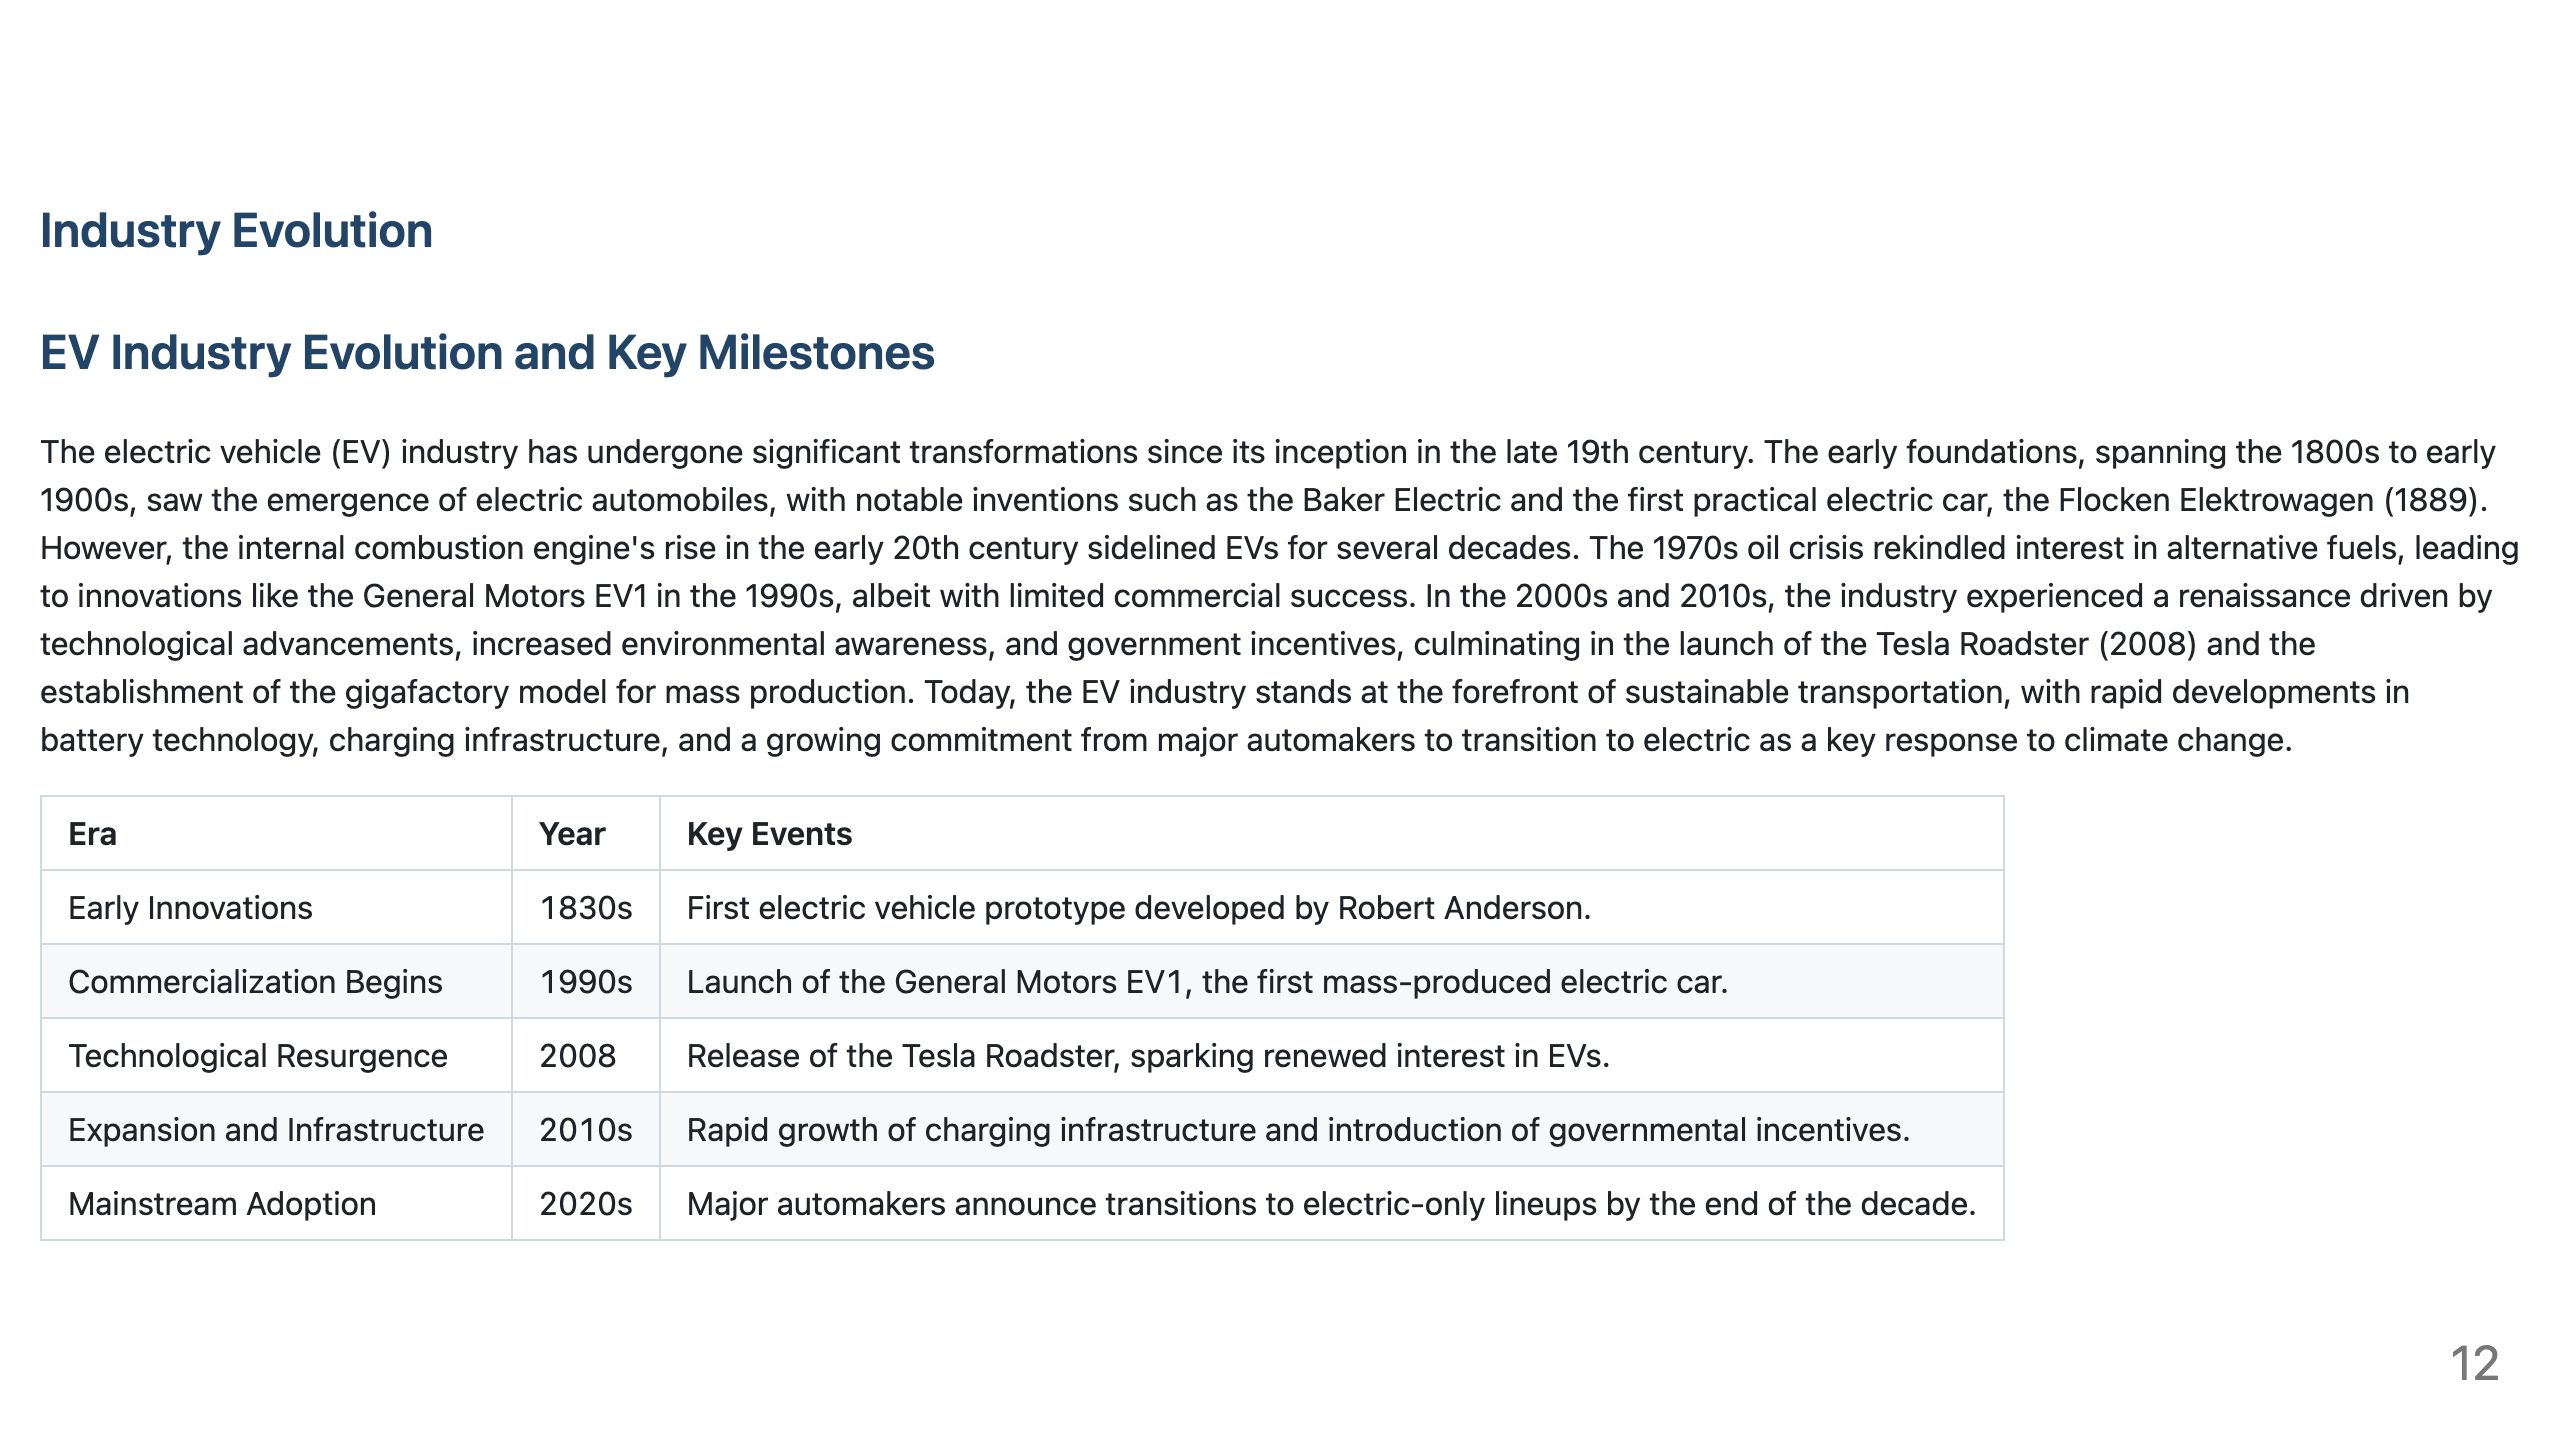 Industry Evolution
EV Industry Evolution and Key Milestones
The electric vehicle (EV) industry has undergone significant transformations since its inception in the late 19th century. The early foundations, spanning the 1800s to early
1900s, saw the emergence of electric automobiles, with notable inventions such as the Baker Electric and the first practical electric car, the Flocken Elektrowagen (1889).
However, the internal combustion engine's rise in the early 20th century sidelined EVs for several decades. The 1970s oil crisis rekindled interest in alternative fuels, leading
to innovations like the General Motors EV1 in the 1990s, albeit with limited commercial success. In the 2000s and 2010s, the industry experienced a renaissance driven by
technological advancements, increased environmental awareness, and government incentives, culminating in the launch of the Tesla Roadster (2008) and the
establishment of the gigafactory model for mass production. Today, the EV industry stands at the forefront of sustainable transportation, with rapid developments in
battery technology, charging infrastructure, and a growing commitment from major automakers to transition to electric as a key response to climate change.
Era Year Key Events
Early Innovations 1830s First electric vehicle prototype developed by Robert Anderson.
Commercialization Begins 1990s Launch of the General Motors EV1, the first mass-produced electric car.
Technological Resurgence 2008 Release of the Tesla Roadster, sparking renewed interest in EVs.
Expansion and Infrastructure 2010s Rapid growth of charging infrastructure and introduction of governmental incentives.
Mainstream Adoption 2020s Major automakers announce transitions to electric-only lineups by the end of the decade.
12